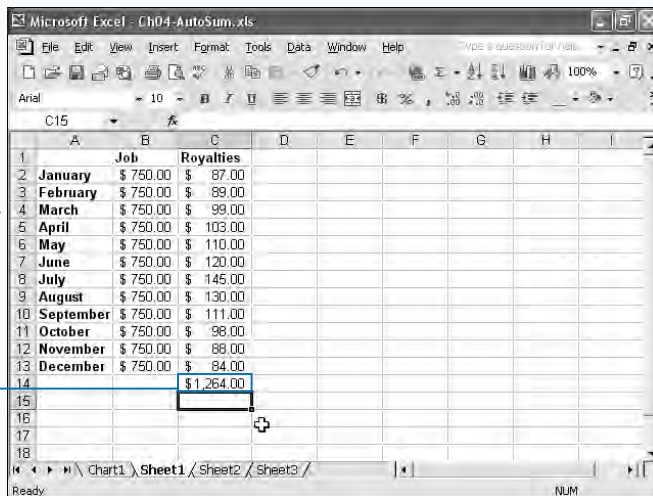 Microsoft Excel - Ch04-AutoSum.xls
File Edit View Insert Format Tools Data Window Help Type a question for help
100%
Arial 10 B I U $ % ,
C15 fx
A B C D E F G H I
1 Job Royalties
2 January $ 750.00 $ 87.00
3 February $ 750.00 $ 89.00
4 March $ 750.00 $ 99.00
5 April $ 750.00 $ 103.00
6 May $ 750.00 $ 110.00
7 June $ 750.00 $ 120.00
8 July $ 750.00 $ 145.00
9 August $ 750.00 $ 130.00
10 September $ 750.00 $ 111.00
11 October $ 750.00 $ 98.00
12 November $ 750.00 $ 88.00
13 December $ 750.00 $ 84.00
14 $1,264.00
15
16
17
18
Chart1 Sheet1 Sheet2 Sheet3
Ready NUM